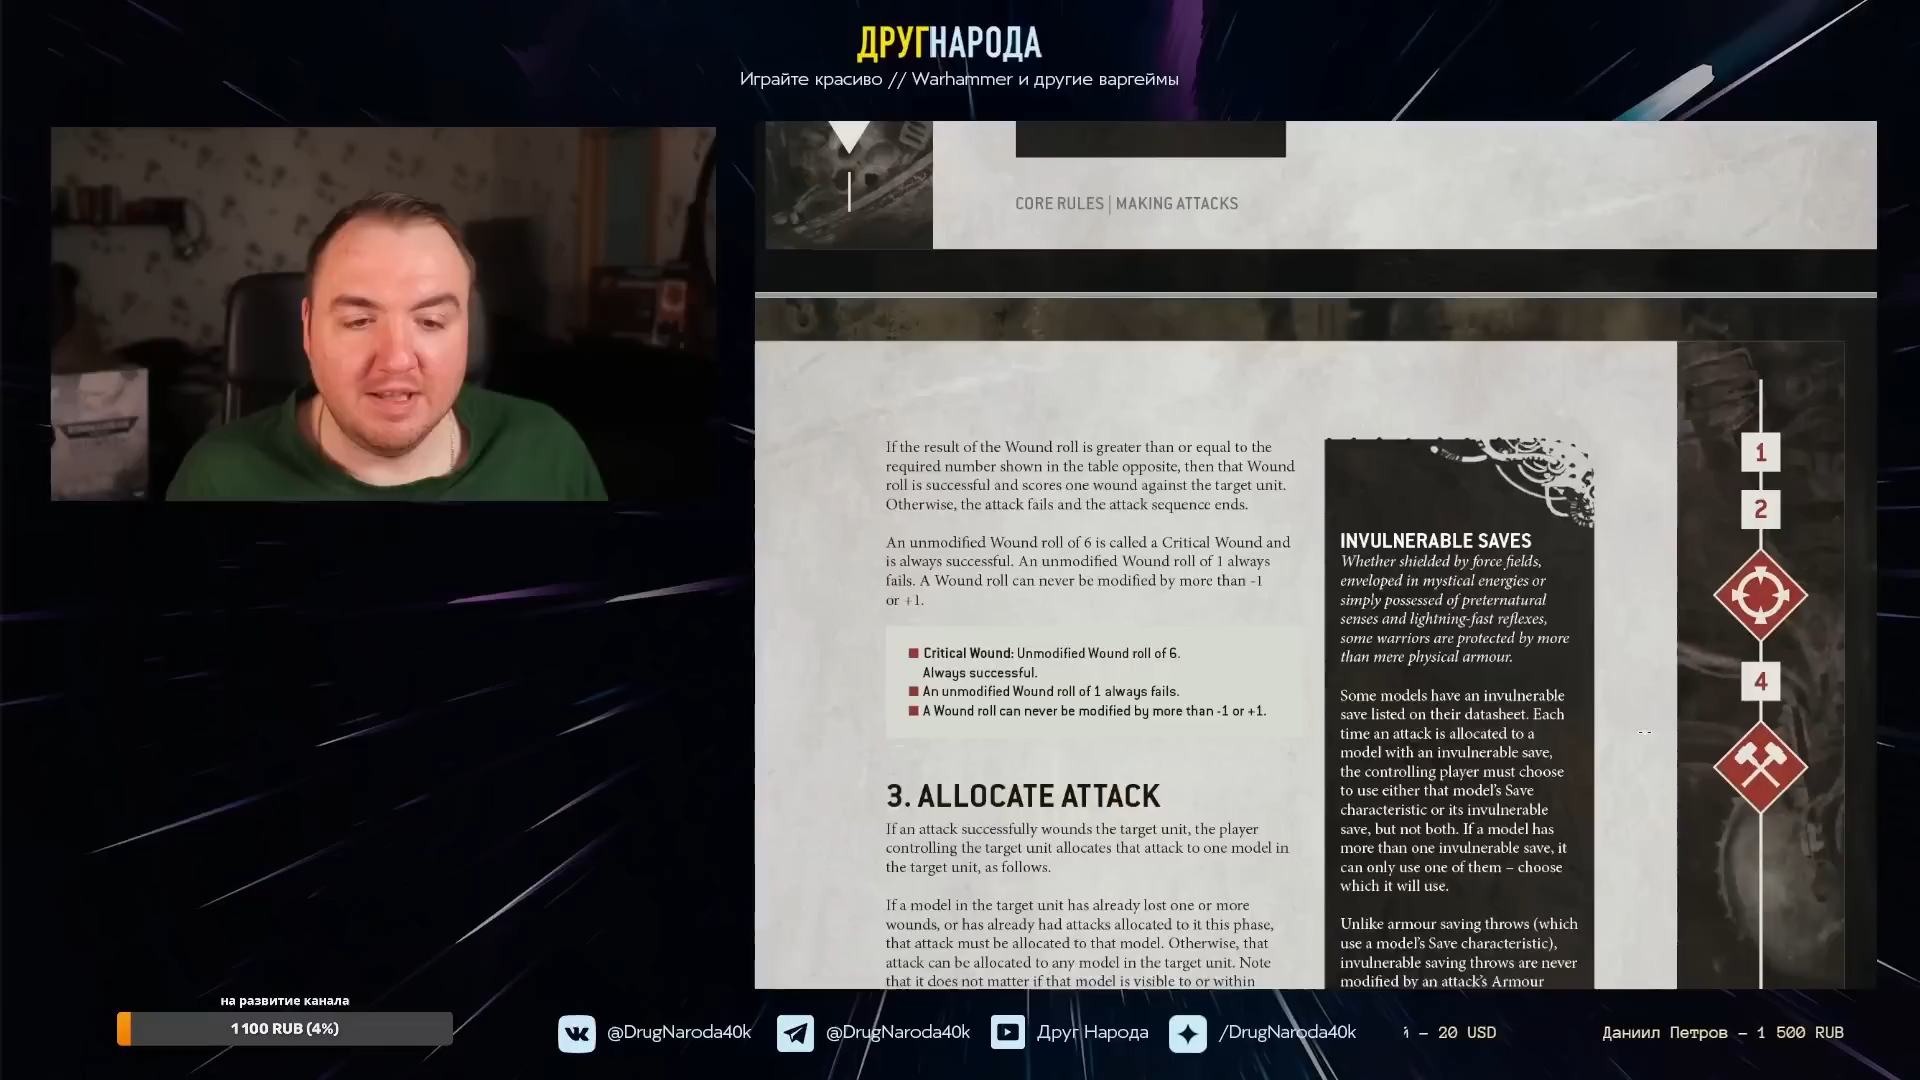 ДРУГНАРОДА
Играйте красиво // Warhammer и другие варгеймы
CORE RULES | MAKING ATTACKS
If the result of the Wound roll is greater than or equal to the
required number shown in the table opposite, then that Wound
roll is successful and scores one wound against the target unit.
Otherwise, the attack fails and the attack sequence ends.
An unmodified Wound roll of 6 is called a Critical Wound and
is always successful. An unmodified Wound roll of 1 always
fails. A Wound roll can never be modified by more than -1
or +1.
Critical Wound: Unmodified Wound roll of 6.
Always successful.
An unmodified Wound roll of 1 always fails.
A Wound roll can never be modified by more than -1 or +1.
3. ALLOCATE ATTACK
If an attack successfully wounds the target unit, the player
controlling the target unit allocates that attack to one model in
the target unit, as follows.
If a model in the target unit has already lost one or more
wounds, or has already had attacks allocated to it this phase,
that attack must be allocated to that model. Otherwise, that
attack can be allocated to any model in the target unit. Note
that it does not matter if that model is visible to or within
INVULNERABLE SAVES
Whether shielded by force fields,
enveloped in mystical energies or
simply possessed of preternatural
senses and lightning-fast reflexes,
some warriors are protected by more
than mere physical armour.
Some models have an invulnerable
save listed on their datasheet. Each
time an attack is allocated to a
model with an invulnerable save,
the controlling player must choose
to use either that model's Save
characteristic or its invulnerable
save, but not both. If a model has
more than one invulnerable save, it
can only use one of them – choose
which it will use.
Unlike armour saving throws (which
use a model's Save characteristic),
invulnerable saving throws are never
modified by an attack's Armour
1
2
4
на развитие канала
1 100 RUB (4%)
@DrugNaroda40k
@DrugNaroda40k
Друг Народа
/DrugNaroda40k
– 20 USD
Даниил Петров – 1 500 RUB